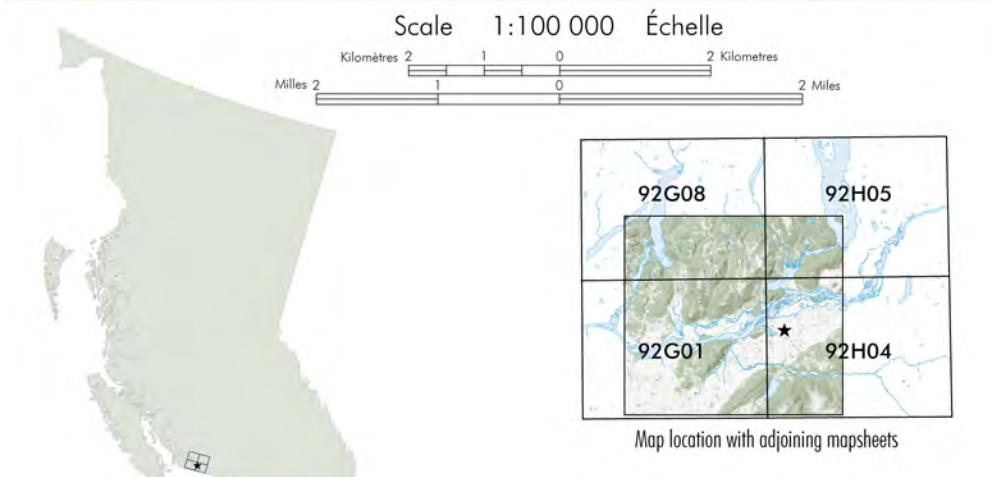 Scale 1:100 000 Échelle
Kilomètres 2 1 0 2 Kilometres
Milles 2 1 0 2 Miles
92G08 92H05
92G01 92H04
Map location with adjoining mapsheets